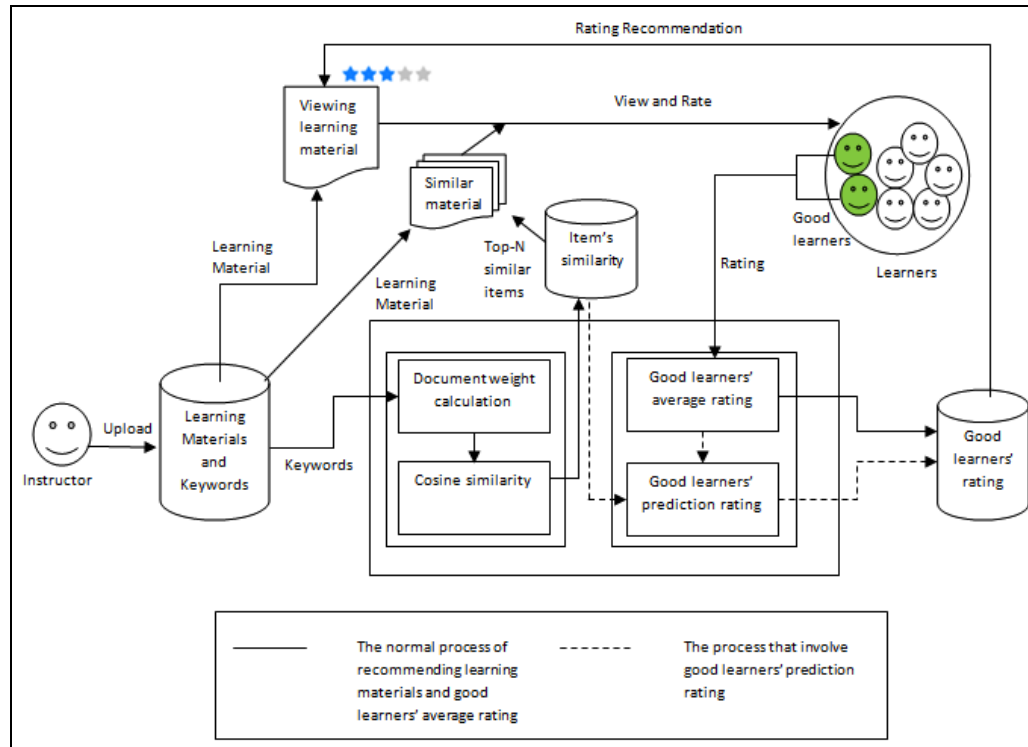 Rating Recommendation
Viewing
learning
material
View and Rate
Similar
material
Good
learners
Learners
Item's
similarity
Top-N
similar
items
Rating
Learning
Material
Learning
Material
Document weight
calculation
Good learners'
average rating
Learning
Materials
and
Keywords
Upload
Instructor
Keywords
Cosine similarity
Good learners'
prediction rating
Good
learners'
rating
The normal process of
recommending learning
materials and good
learners' average rating
The process that involve
good learners' prediction
rating